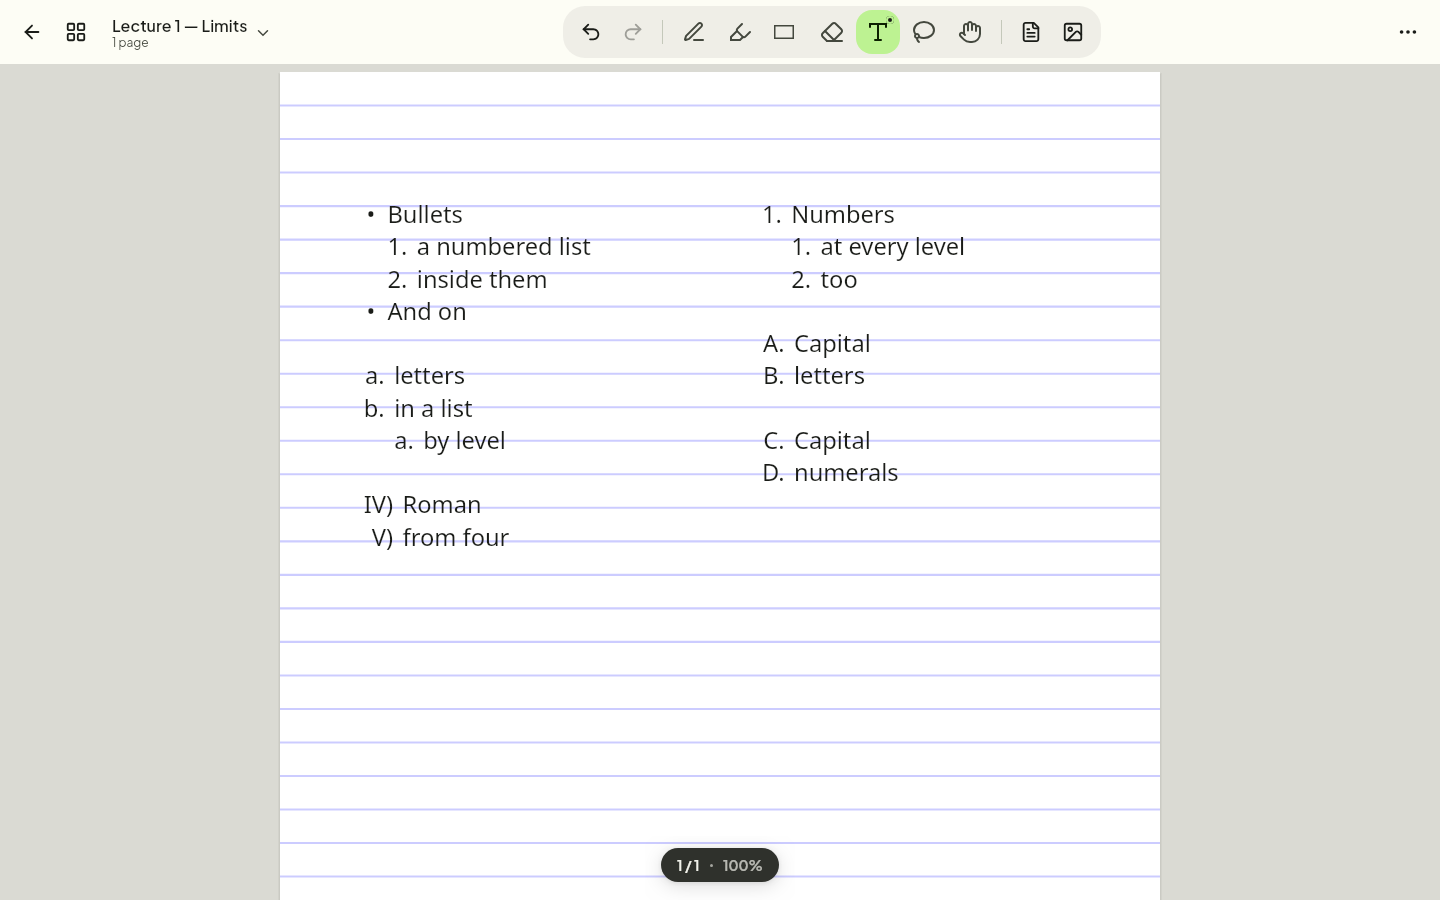 Lecture 1 — Limits
1 page
• Bullets
1. a numbered list
2. inside them
• And on
a. letters
b. in a list
a. by level
IV) Roman
V) from four
1. Numbers
1. at every level
2. too
A. Capital
B. letters
C. Capital
D. numerals
1 / 1 · 100%